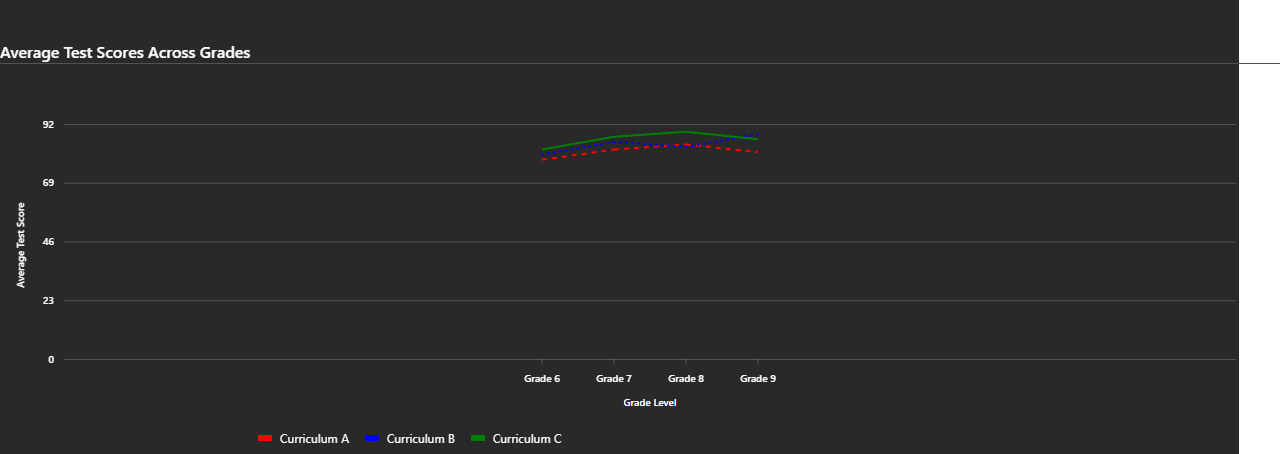 Average Test Scores Across Grades
92
69
46
23
0
Average Test Score
Grade 6 Grade 7 Grade 8 Grade 9
Grade Level
Curriculum A Curriculum B Curriculum C